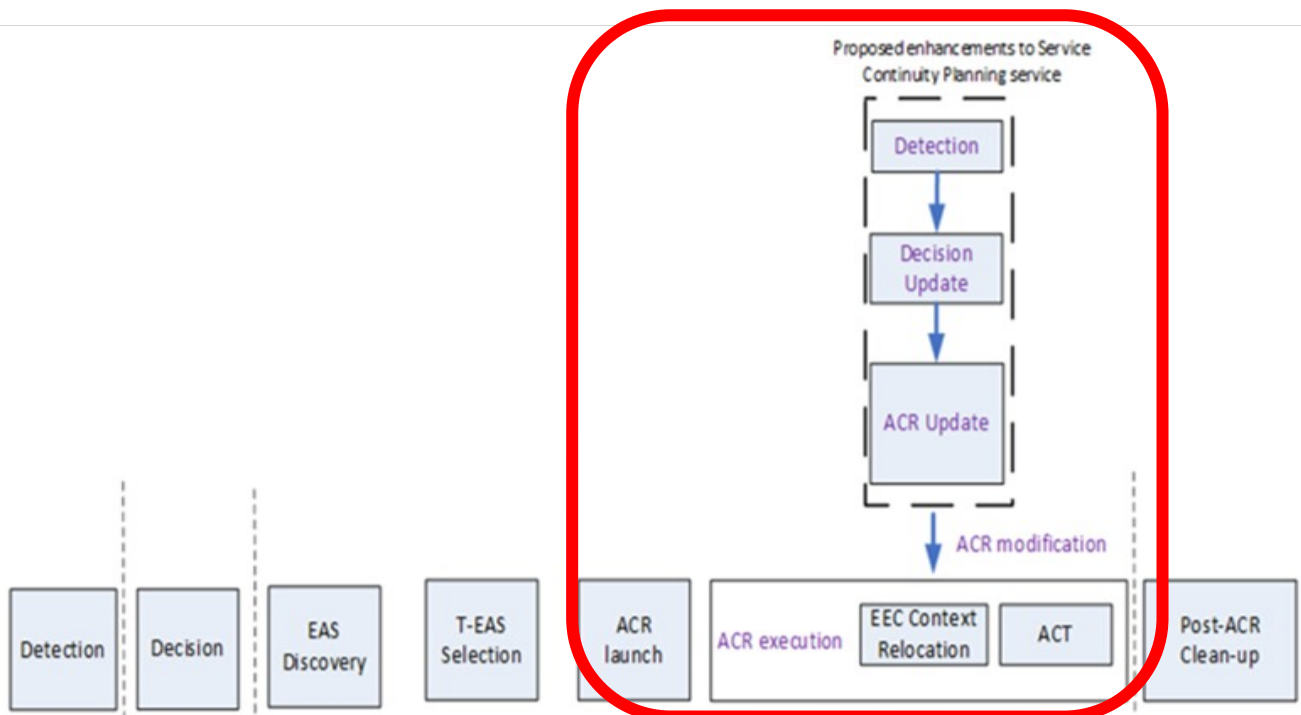 Proposed enhancements to Service
Continuity Planning service
Detection
Decision
Update
ACR Update
ACR modification
Detection
Decision
EAS
Discovery
T-EAS
Selection
ACR
launch
ACR execution
EEC Context
Relocation
ACT
Post-ACR
Clean-up